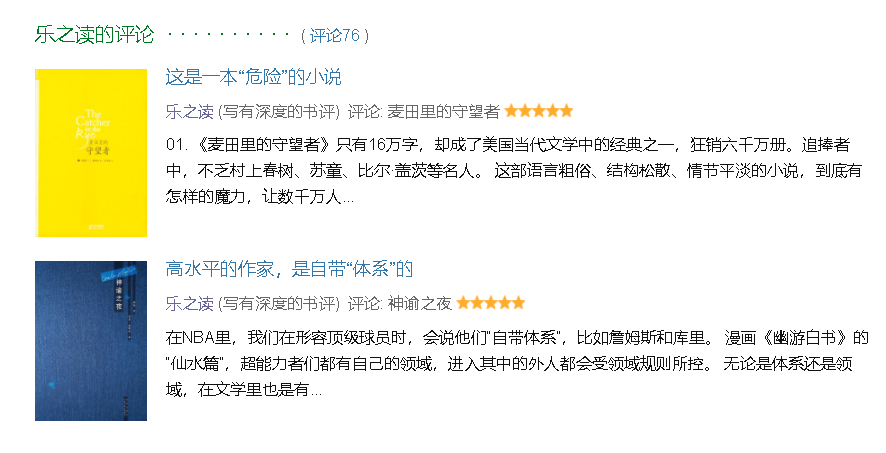 乐之读的评论 · · · · · · · · · · ( 评论76 )
这是一本“危险”的小说
乐之读 (写有深度的书评) 评论: 麦田里的守望者
The
Catcher
in the
Rye
守望者
01. 《麦田里的守望者》只有16万字，却成了美国当代文学中的经典之一，狂销六千万册。追捧者
中，不乏村上春树、苏童、比尔·盖茨等名人。 这部语言粗俗、结构松散、情节平淡的小说，到底有
怎样的魔力，让数千万人...
高水平的作家，是自带“体系”的
乐之读 (写有深度的书评) 评论: 神谕之夜
神谕之夜
在NBA里，我们在形容顶级球员时，会说他们“自带体系”，比如詹姆斯和库里。 漫画《幽游白书》的
“仙水篇”，超能力者们都有自己的领域，进入其中的外人都会受领域规则所控。 无论是体系还是领
域，在文学里也是有...